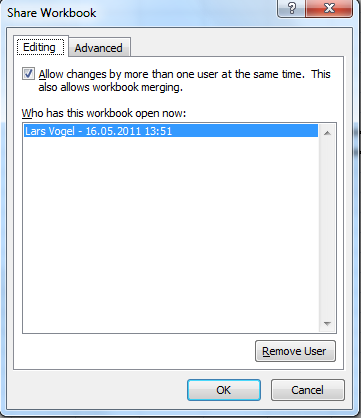 Share Workbook
Editing
Advanced
Allow changes by more than one user at the same time. This
also allows workbook merging.
Who has this workbook open now:
Lars Vogel - 16.05.2011 13:51
Remove User
OK
Cancel